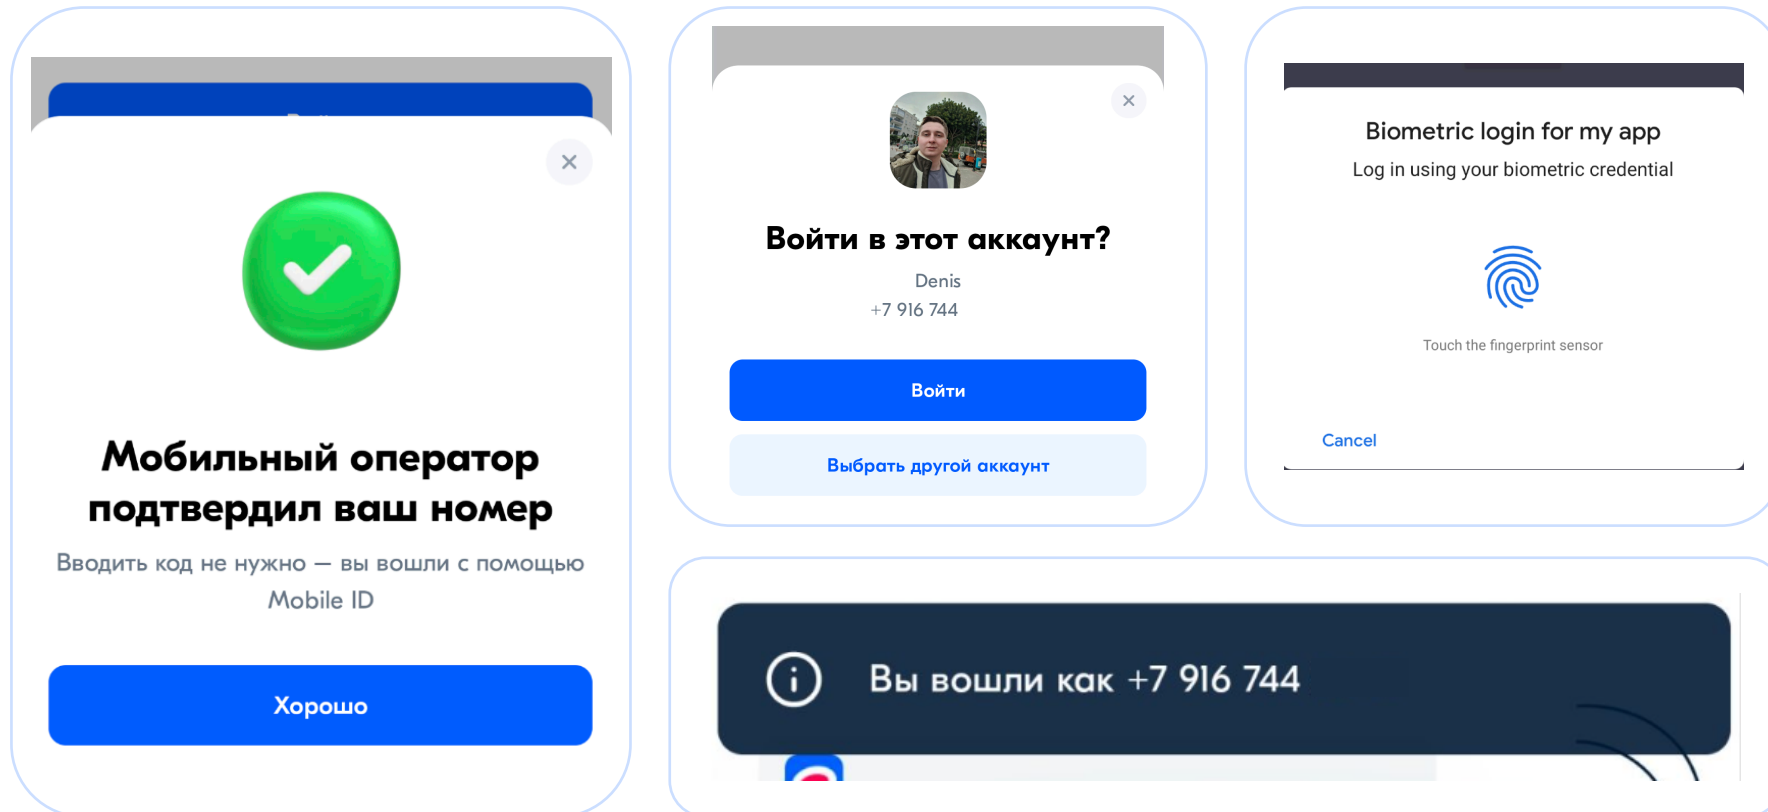 Мобильный оператор
подтвердил ваш номер
Вводить код не нужно – вы вошли с помощью
Mobile ID
Хорошо
Войти в этот аккаунт?
Denis
+7 916 744
Войти
Выбрать другой аккаунт
Biometric login for my app
Log in using your biometric credential
Touch the fingerprint sensor
Cancel
Вы вошли как +7 916 744